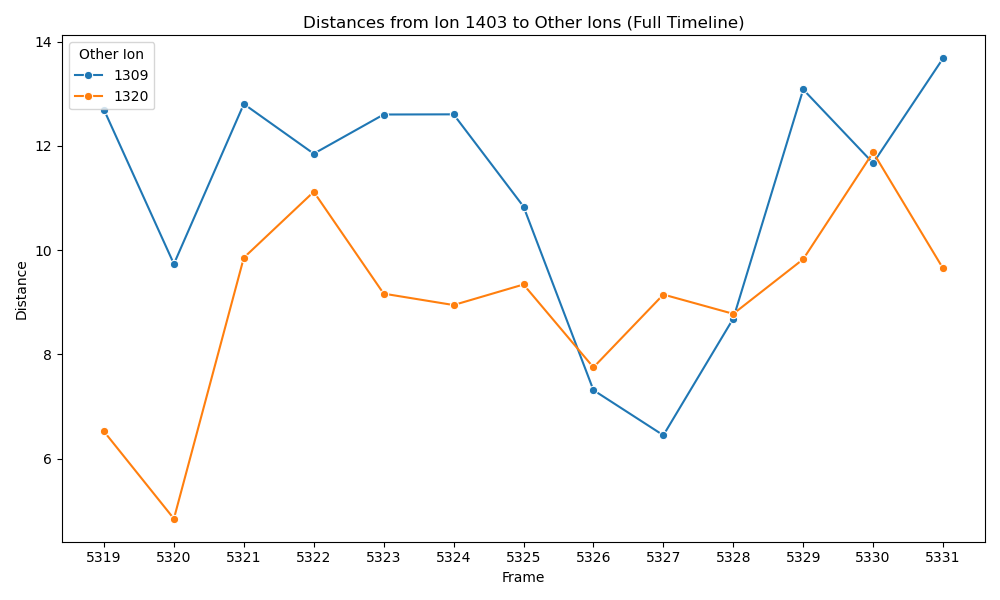 Distances from Ion 1403 to Other Ions (Full Timeline)
14
12
10
8
6
Distance
Other Ion
1309
1320
5319 5320 5321 5322 5323 5324 5325 5326 5327 5328 5329 5330 5331
Frame